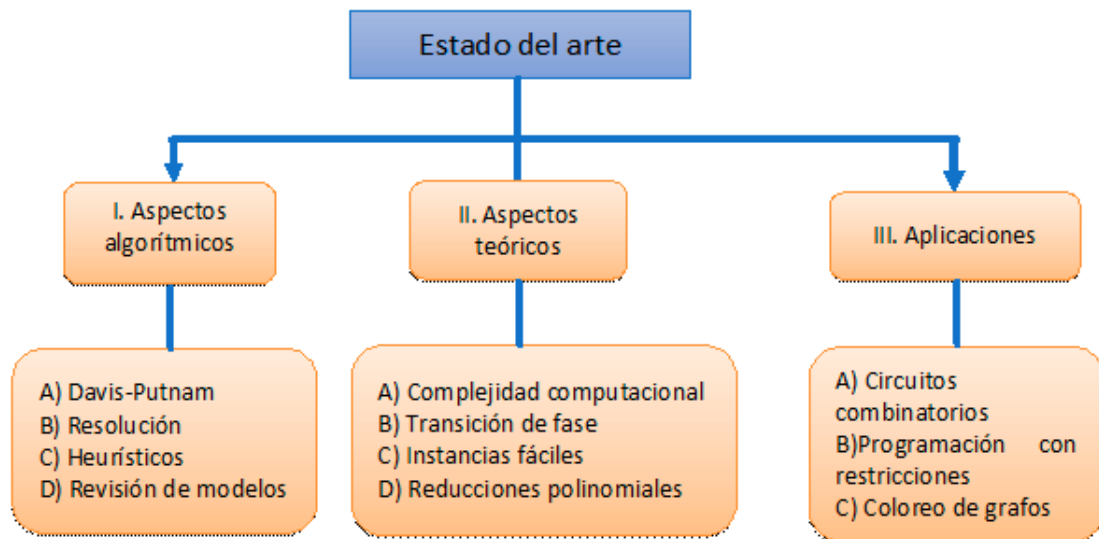 Estado del arte
I. Aspectos
algorítmicos
II. Aspectos
teóricos
III. Aplicaciones
A) Davis-Putnam
B) Resolución
C) Heurísticos
D) Revisión de modelos
A) Complejidad computacional
B) Transición de fase
C) Instancias fáciles
D) Reducciones polinomiales
A) Circuitos
combinatorios
B)Programación con
restricciones
C) Coloreo de grafos